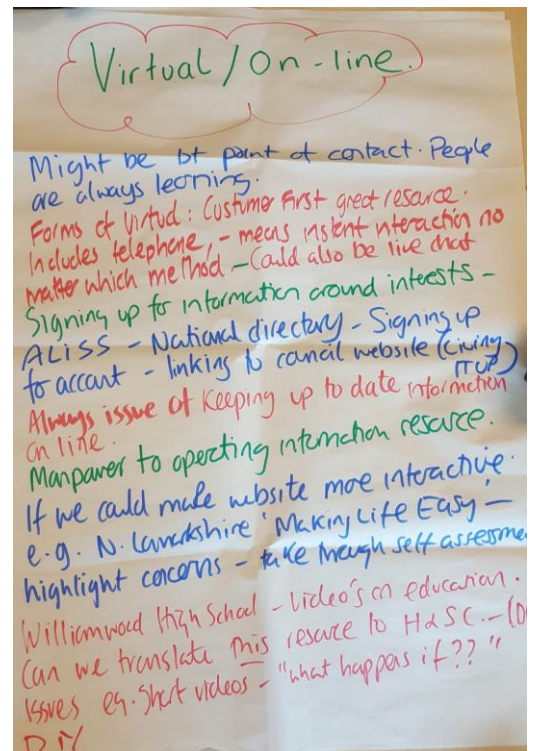 Virtual / On-line.
Might be 1st point of contact. People
are always learning.
Forms of Virtual: Customer First great resource.
Includes telephone, - means instant interaction no
matter which method - Could also be live chat
Signing up for information around interests -
ALISS - National directory - Signing up
for account - linking to council website (Living
IT UP)
Always issue of keeping up to date information
on line.
Manpower to operating information resource.
If we could make website more interactive.
e.g. N. Lanarkshire 'Making Life Easy -
highlight concerns - take through self
Williamwood High School - Video's on education.
Can we translate this resource to H&SC. -
Issues eg. Short videos - "what happens if??"